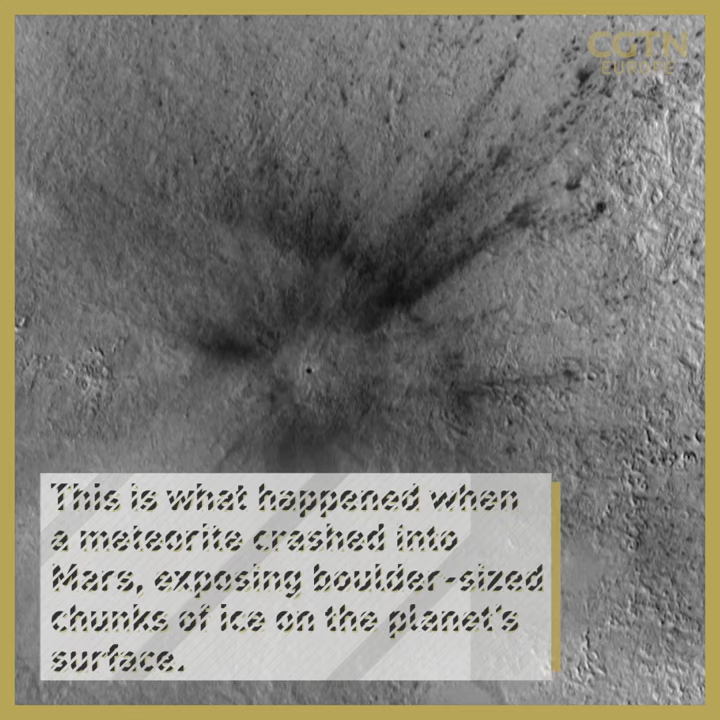 CGTN
EUROPE
This is what happened when
a meteorite crashed into
Mars, exposing boulder-sized
chunks of ice on the planet's
surface.